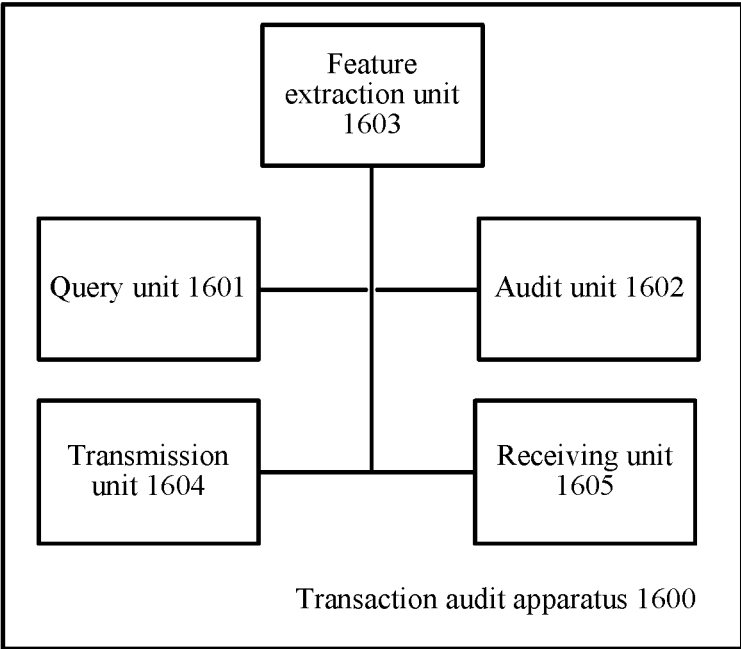 Feature
extraction unit
1603
Query unit 1601
Audit unit 1602
Transmission
unit 1604
Receiving unit
1605
Transaction audit apparatus 1600